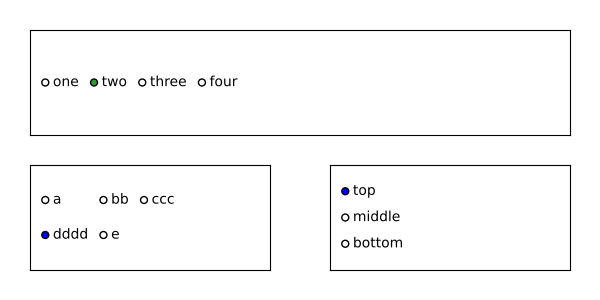 one two three four
a bb ccc
dddd e
top
middle
bottom